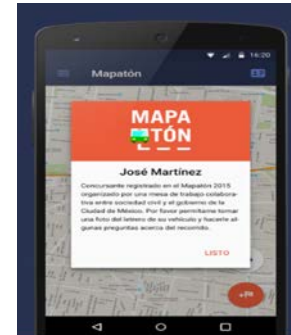 16:20
Mapatón
MAPA
TÓN
José Martínez
Concursante registrado en el Mapatón 2015
organizado por una mesa de trabajo colabora-
tiva entre sociedad civil y el gobierno de la
Ciudad de México. Por favor permítame tomar
una foto del letrero de su vehículo y hacerle al-
gunas preguntas acerca del recorrido.
LISTO